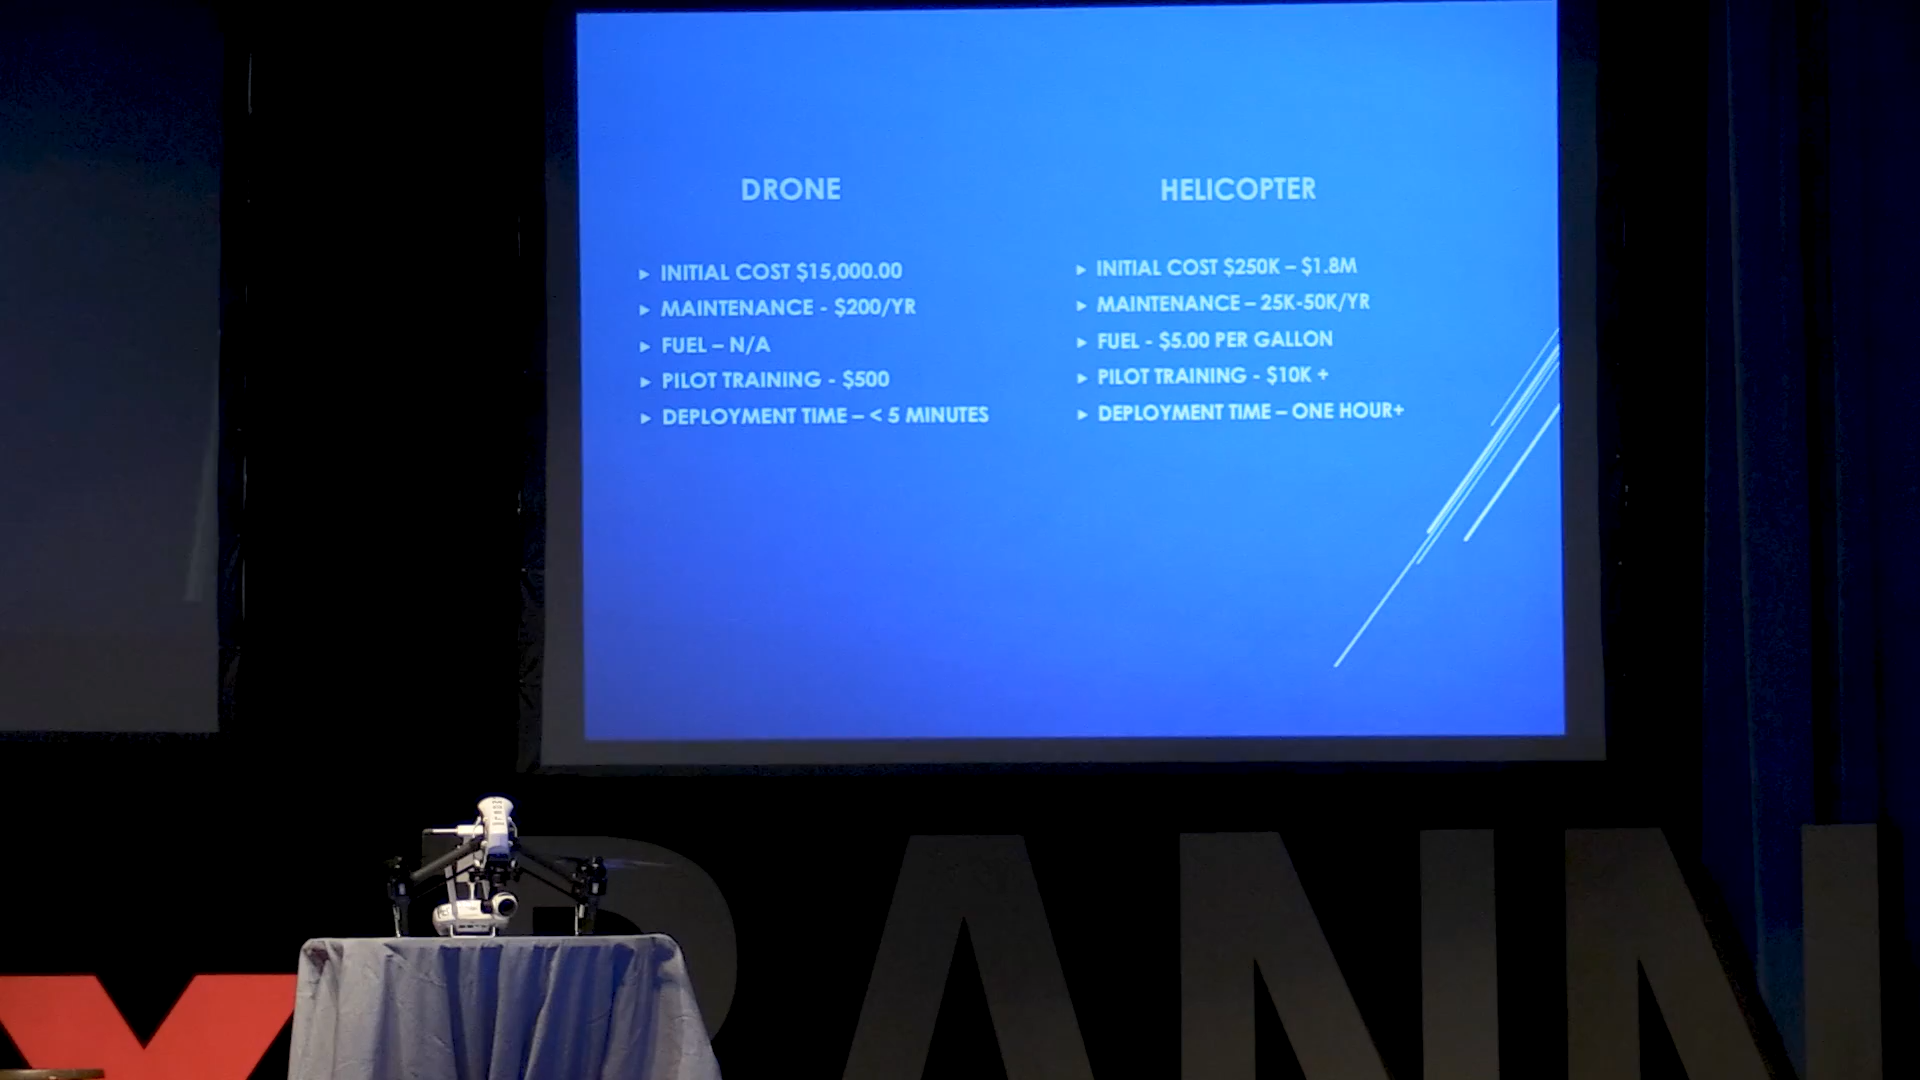 DRONE
► INITIAL COST $15,000.00
► MAINTENANCE - $200/YR
► FUEL – N/A
► PILOT TRAINING - $500
► DEPLOYMENT TIME – < 5 MINUTES
HELICOPTER
► INITIAL COST $250K – $1.8M
► MAINTENANCE – 25K-50K/YR
► FUEL - $5.00 PER GALLON
► PILOT TRAINING - $10K +
► DEPLOYMENT TIME – ONE HOUR+
X BANN